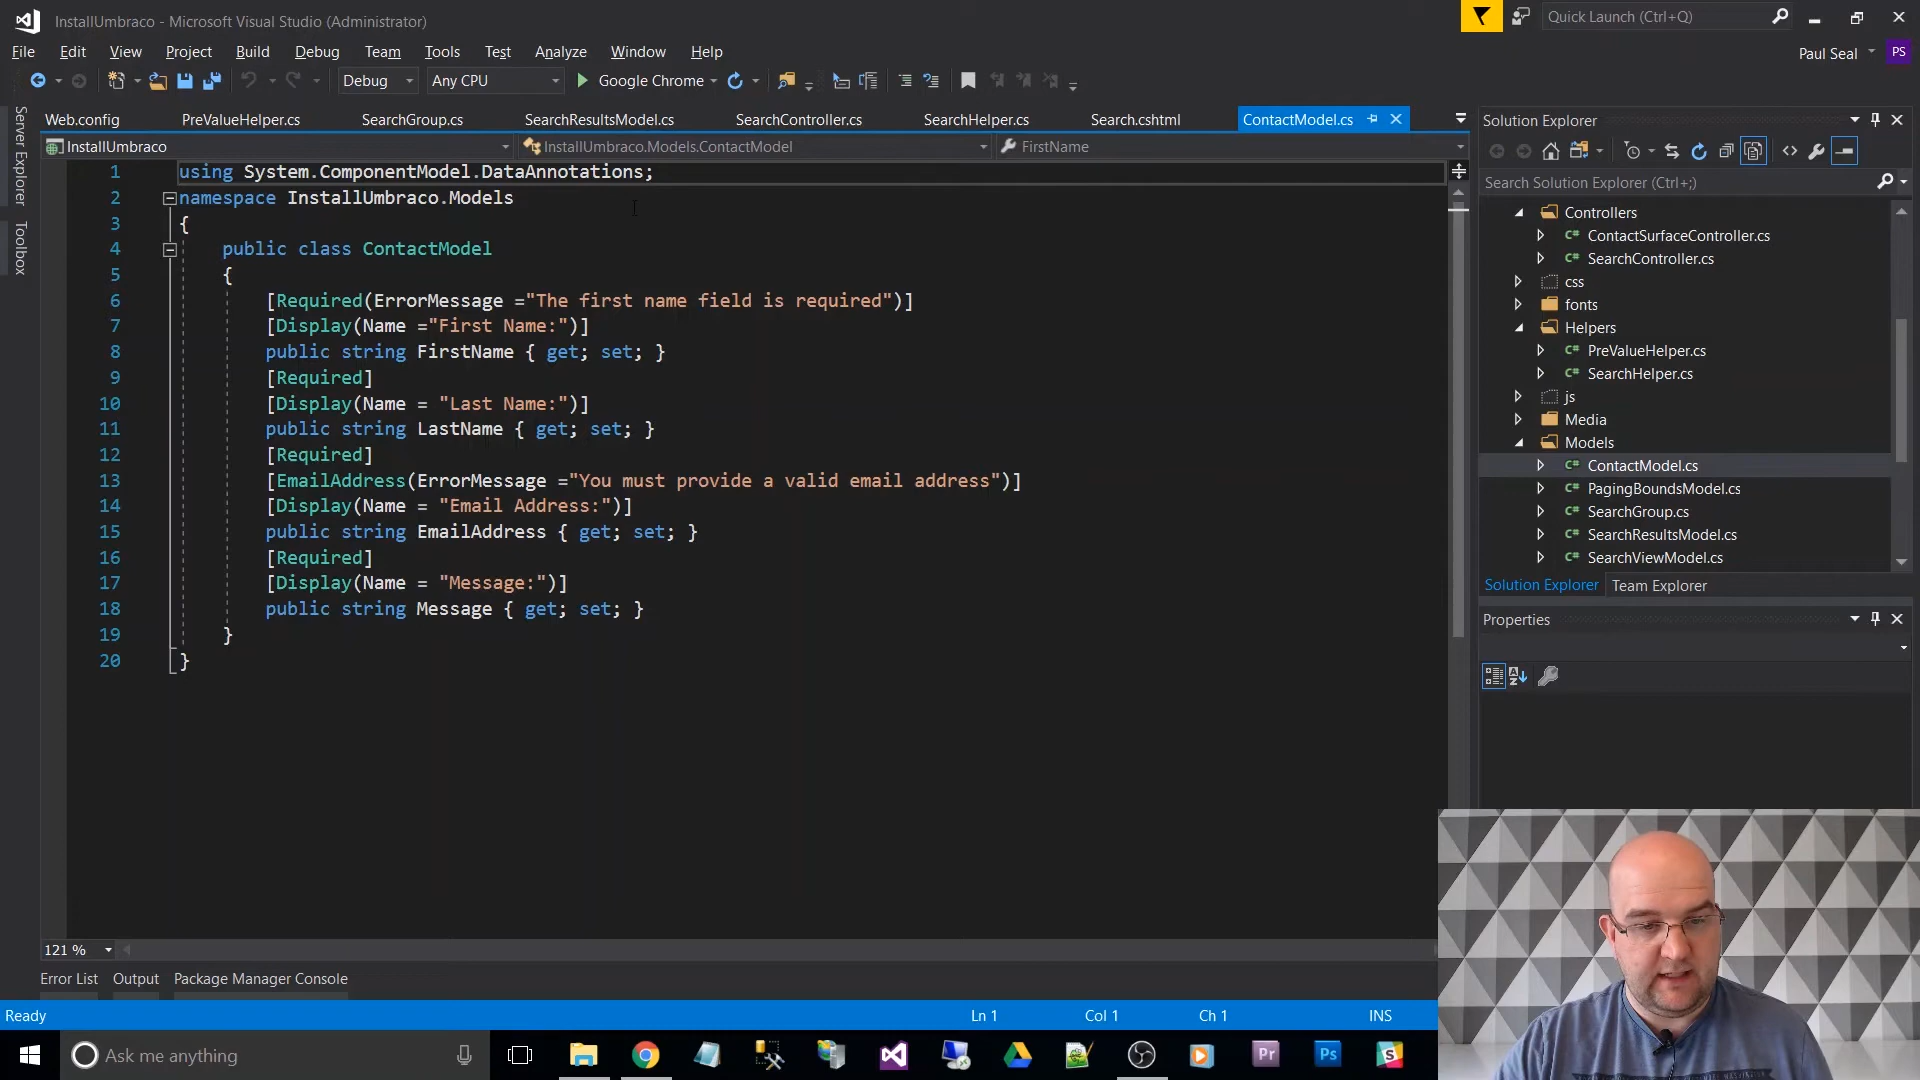 InstallUmbraco - Microsoft Visual Studio (Administrator)
Quick Launch (Ctrl+Q)
File Edit View Project Build Debug Team Tools Test Analyze Window Help
Paul Seal PS
Debug Any CPU Google Chrome
Server Explorer
Toolbox
Web.config PreValueHelper.cs SearchGroup.cs SearchResultsModel.cs SearchController.cs SearchHelper.cs Search.cshtml ContactModel.cs
InstallUmbraco InstallUmbraco.Models.ContactModel FirstName
1 using System.ComponentModel.DataAnnotations;
2 namespace InstallUmbraco.Models
3 {
4 public class ContactModel
5 {
6 [Required(ErrorMessage ="The first name field is required")]
7 [Display(Name ="First Name:")]
8 public string FirstName { get; set; }
9 [Required]
10 [Display(Name = "Last Name:")]
11 public string LastName { get; set; }
12 [Required]
13 [EmailAddress(ErrorMessage ="You must provide a valid email address")]
14 [Display(Name = "Email Address:")]
15 public string EmailAddress { get; set; }
16 [Required]
17 [Display(Name = "Message:")]
18 public string Message { get; set; }
19 }
20 }
121 %
Error List Output Package Manager Console
Ready Ln 1 Col 1 Ch 1 INS
Solution Explorer
Search Solution Explorer (Ctrl+;)
Controllers
C# ContactSurfaceController.cs
C# SearchController.cs
css
fonts
Helpers
C# PreValueHelper.cs
C# SearchHelper.cs
js
Media
Models
C# ContactModel.cs
C# PagingBoundsModel.cs
C# SearchGroup.cs
C# SearchResultsModel.cs
C# SearchViewModel.cs
Solution Explorer Team Explorer
Properties
Ask me anything
Pr Ps